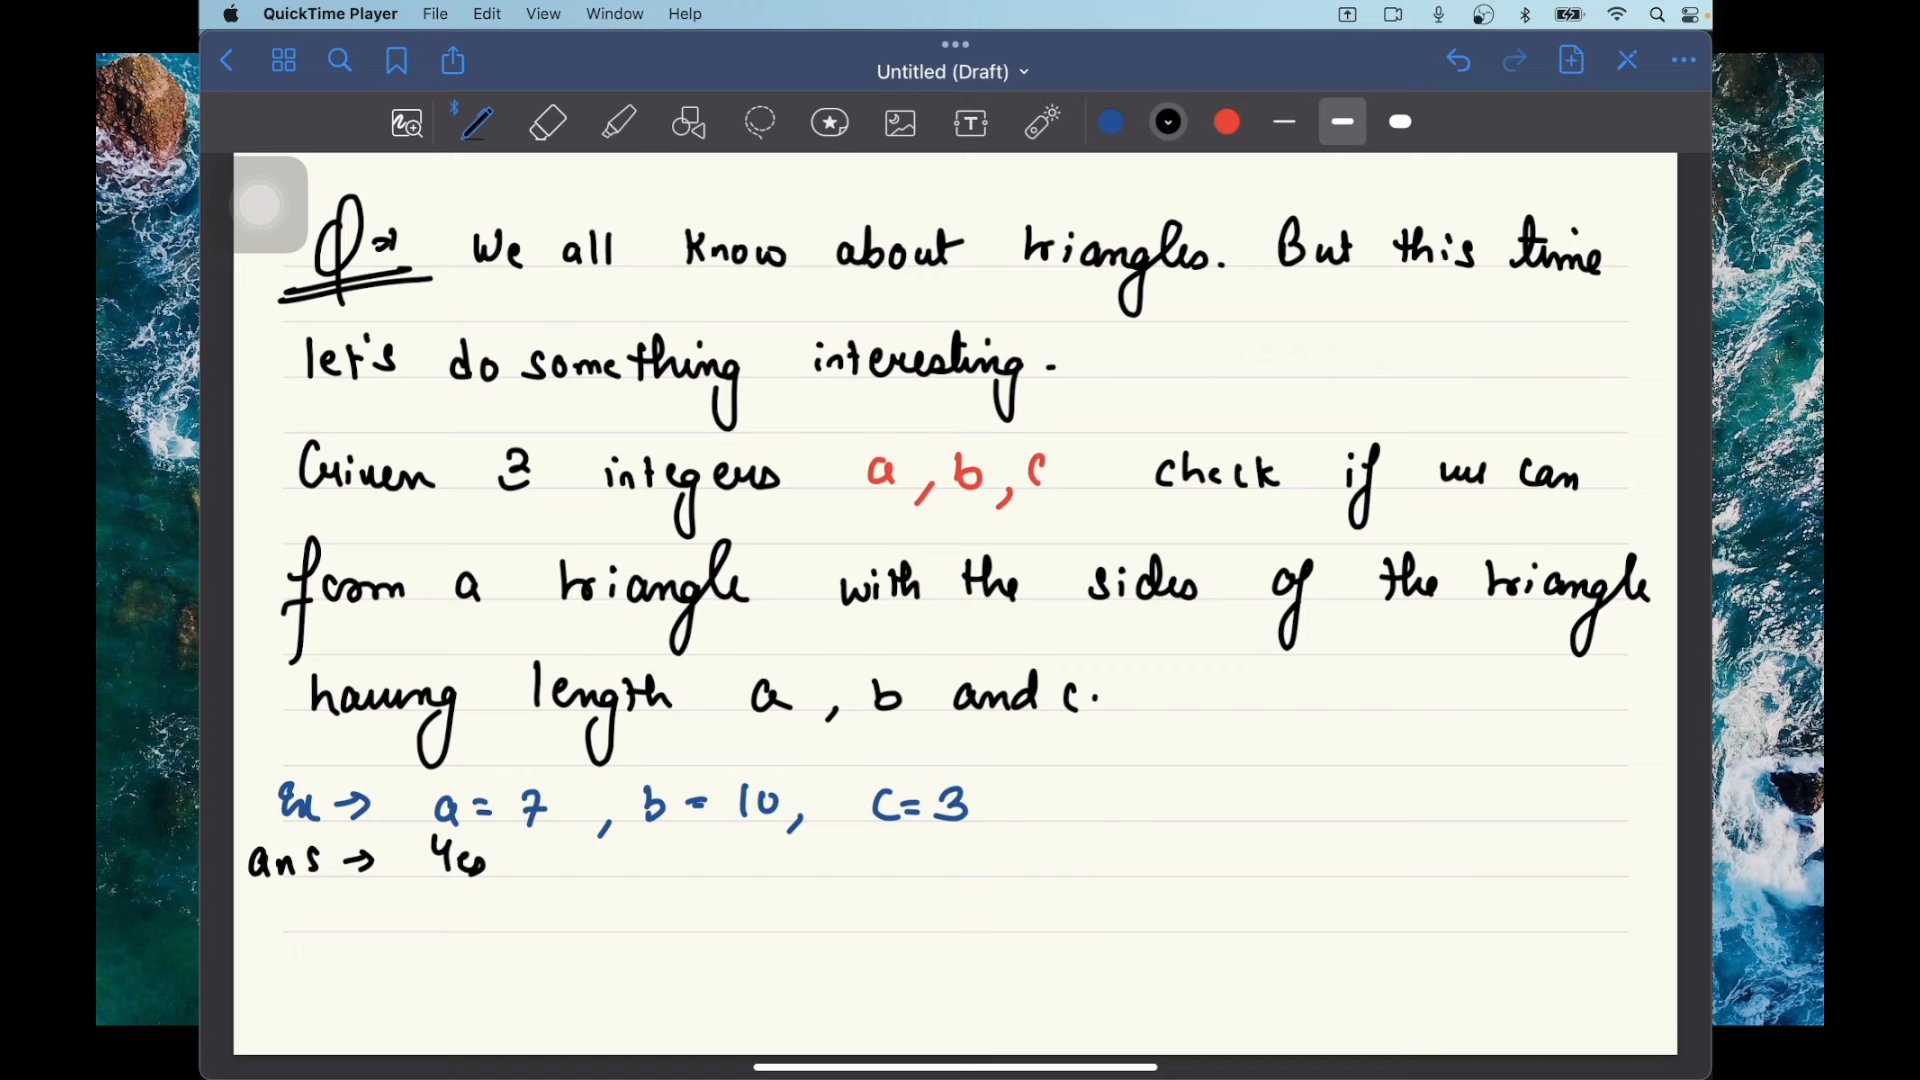 QuickTime Player File Edit View Window Help
Untitled (Draft)
Q→ We all know about triangles. But this time
let's do something interesting.
Given 3 integers a, b, c check if we can
form a triangle with the sides of the triangle
having length a, b and c.
Ex → a = 7, b = 10, c = 3
ans → Yes